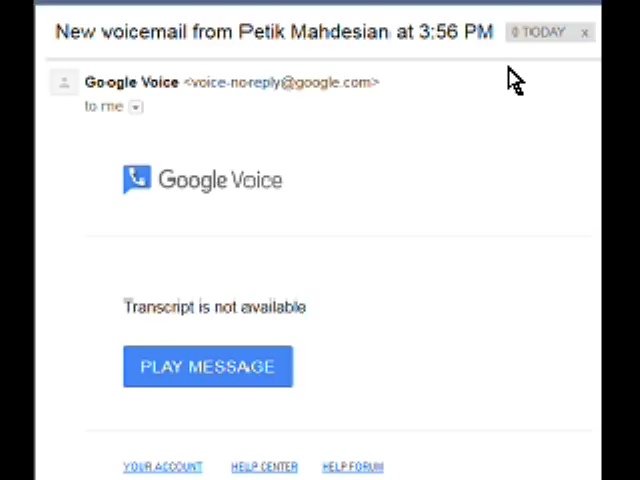 New voicemail from Petik Mahdesian at 3:56 PM 0 TODAY x
Google Voice <voice-noreply@google.com>
to me
Google Voice
Transcript is not available
PLAY MESSAGE
YOUR ACCOUNT HELP CENTER HELP FORUM